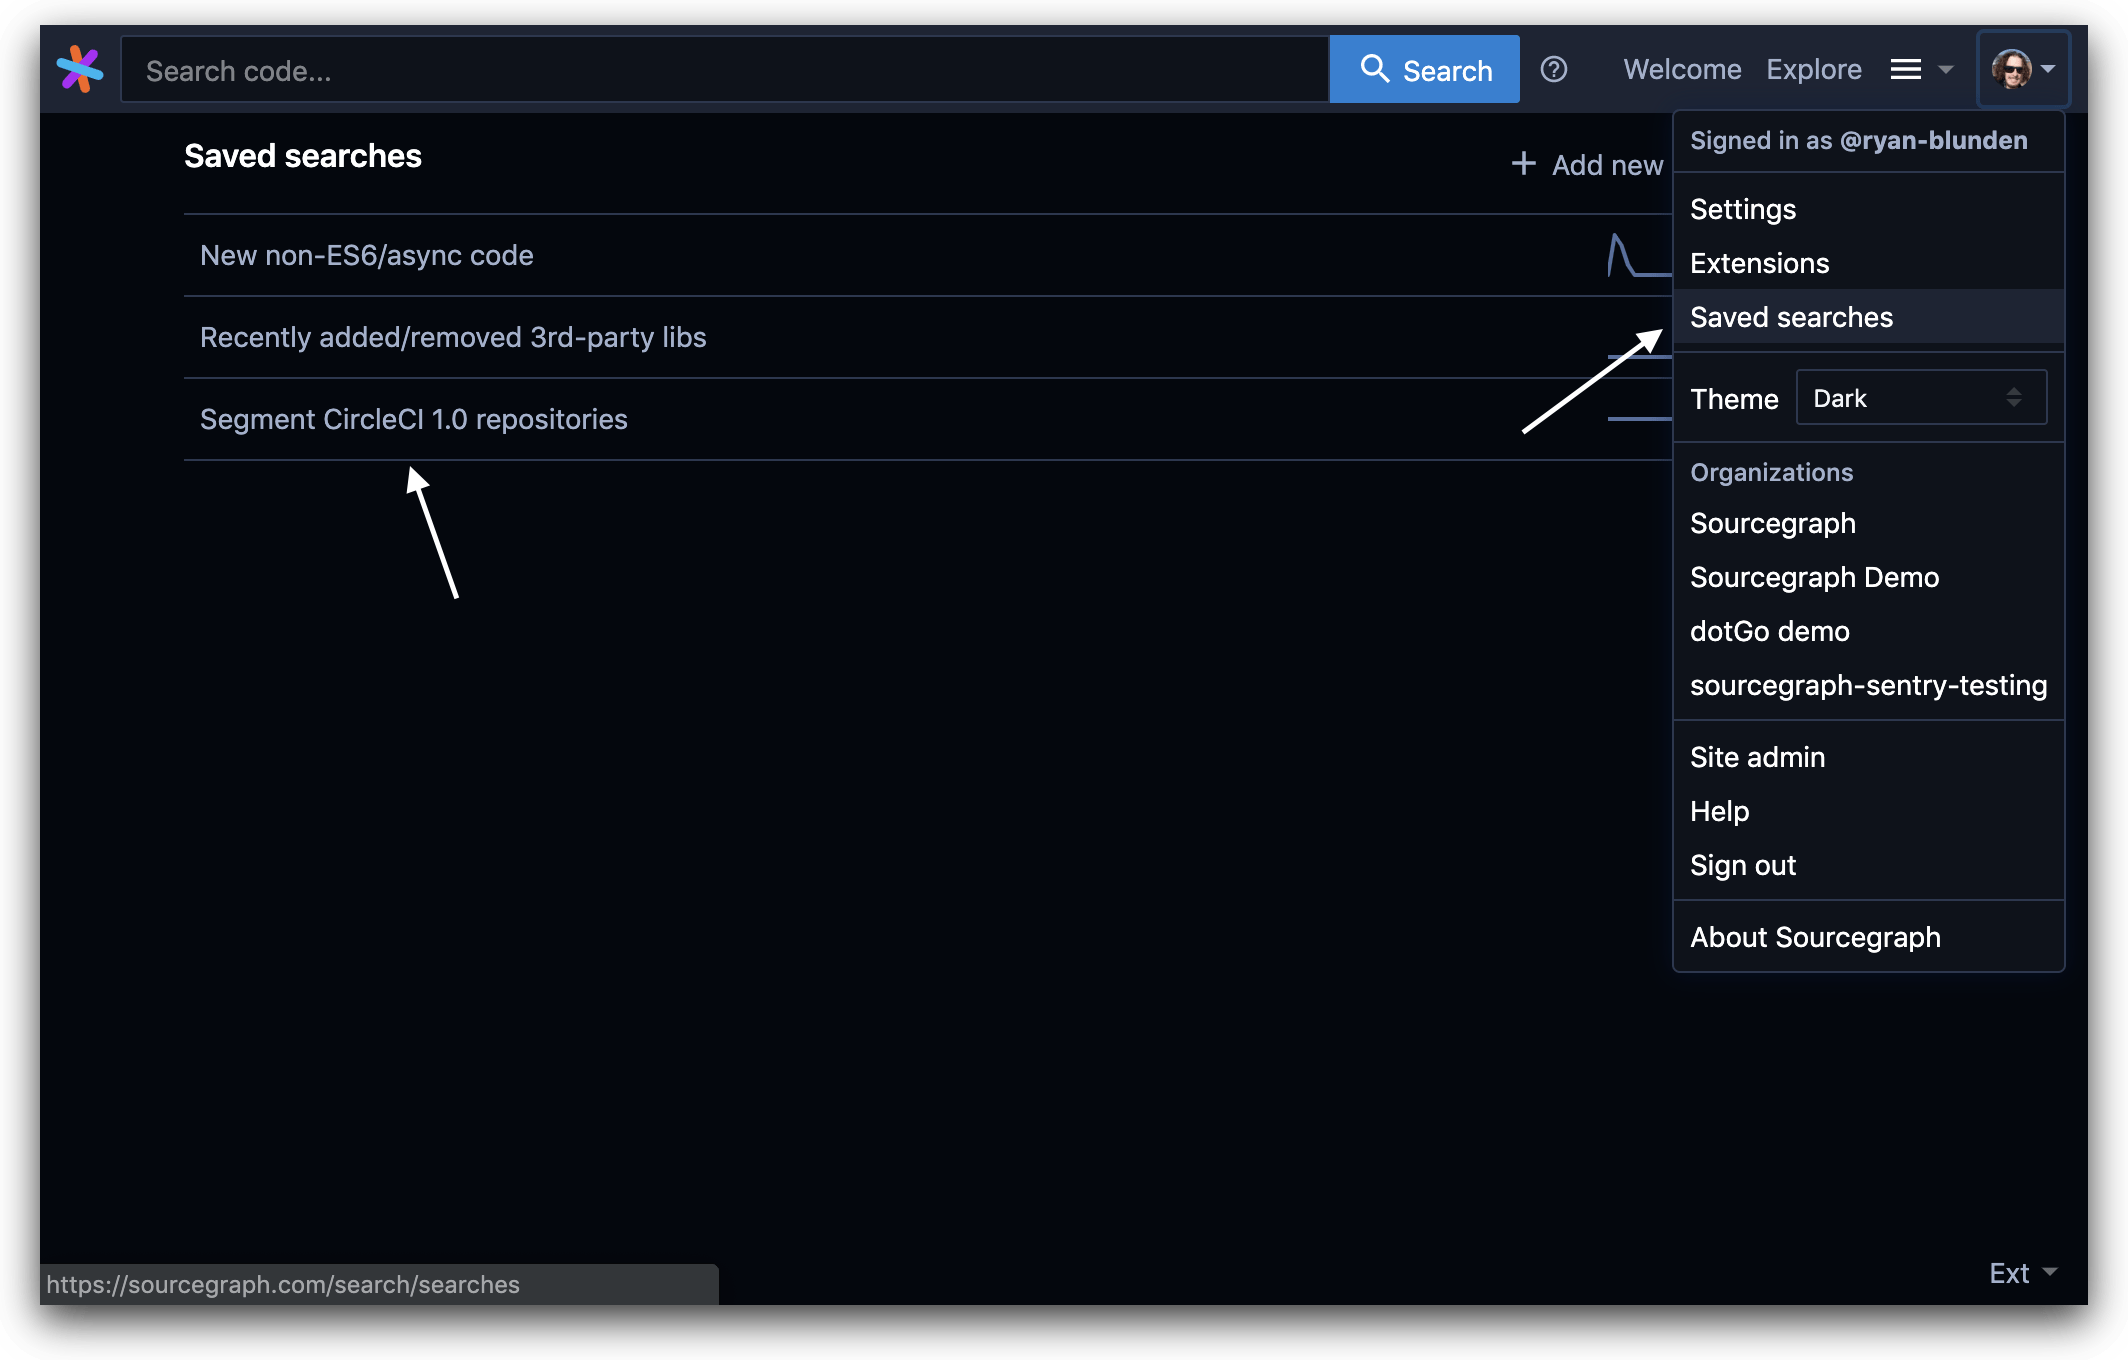 Search code...
Search
Welcome
Explore
Saved searches
Add new
New non-ES6/async code
Recently added/removed 3rd-party libs
Segment CircleCI 1.0 repositories
Signed in as @ryan-blunden
Settings
Extensions
Saved searches
Theme
Dark
Organizations
Sourcegraph
Sourcegraph Demo
dotGo demo
sourcegraph-sentry-testing
Site admin
Help
Sign out
About Sourcegraph
https://sourcegraph.com/search/searches
Ext